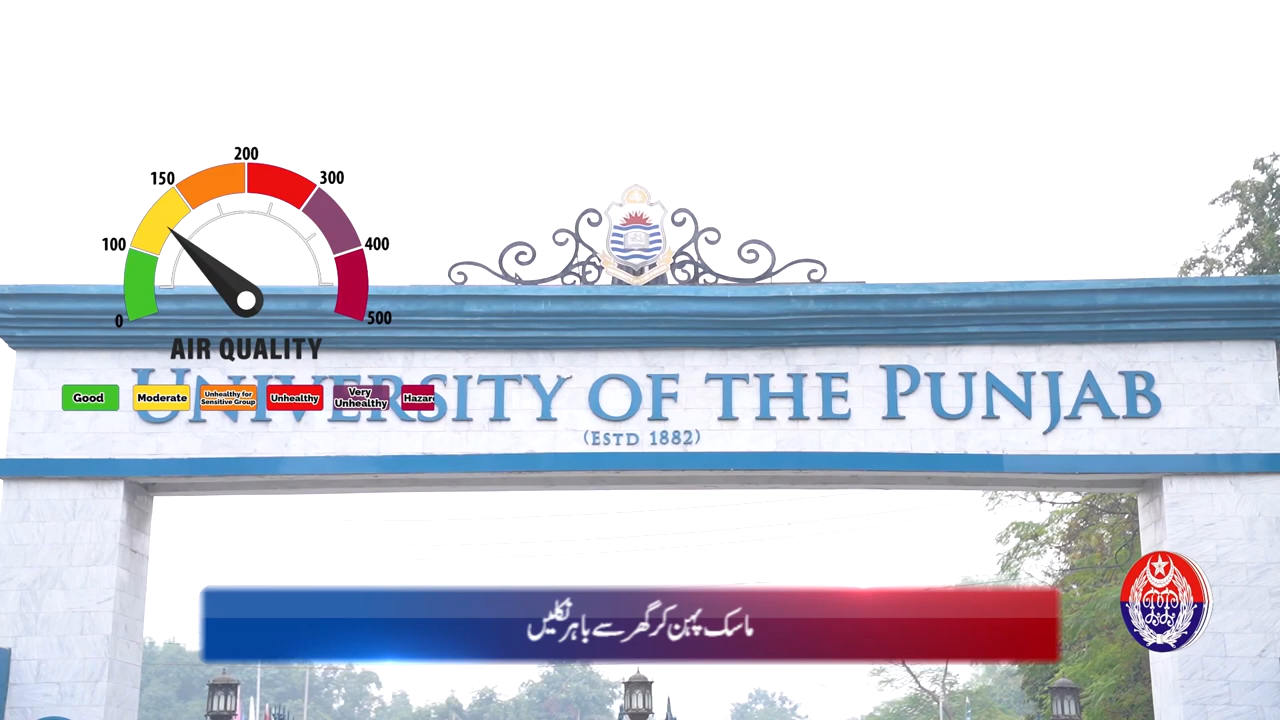 200
150
300
100
400
0
500
AIR QUALITY
Good
Moderate
Unhealthy for
Sensitive Group
Unhealthy
Very
Unhealthy
Hazar
UNIVERSITY OF THE PUNJAB
(ESTD 1882)
ماسک پہن کر گھر سے باہر نکلیں